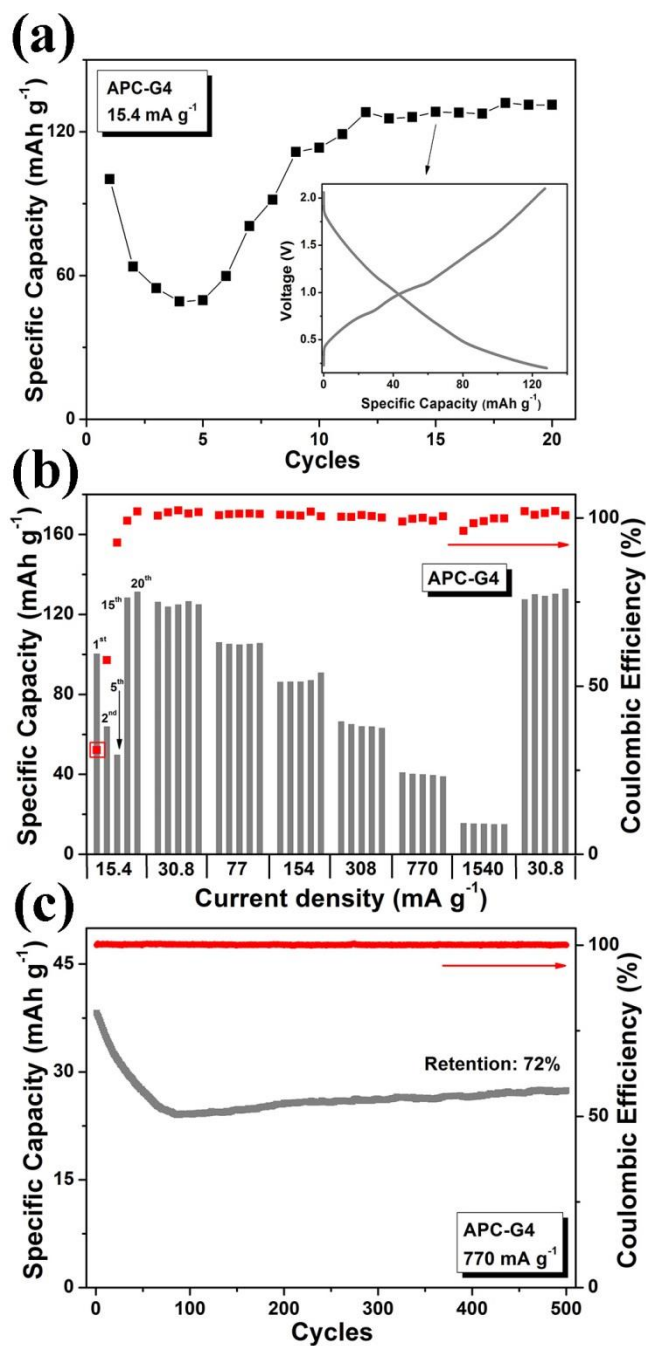 (a)
APC-G4
15.4 mA g-1
Specific Capacity (mAh g-1)
120
60
0
0 5 10 15 20
Cycles
Voltage (V)
2.0
1.5
1.0
0.5
0 40 80 120
Specific Capacity (mAh g-1)
(b)
Specific Capacity (mAh g-1)
160
120
80
40
0
1st
2nd
5th
15th
20th
APC-G4
100
50
0
Coulombic Efficiency (%)
15.4 30.8 77 154 308 770 1540 30.8
Current density (mA g-1)
(c)
Specific Capacity (mAh g-1)
45
30
15
0
Retention: 72%
APC-G4
770 mA g-1
100
50
0
Coulombic Efficiency (%)
0 100 200 300 400 500
Cycles